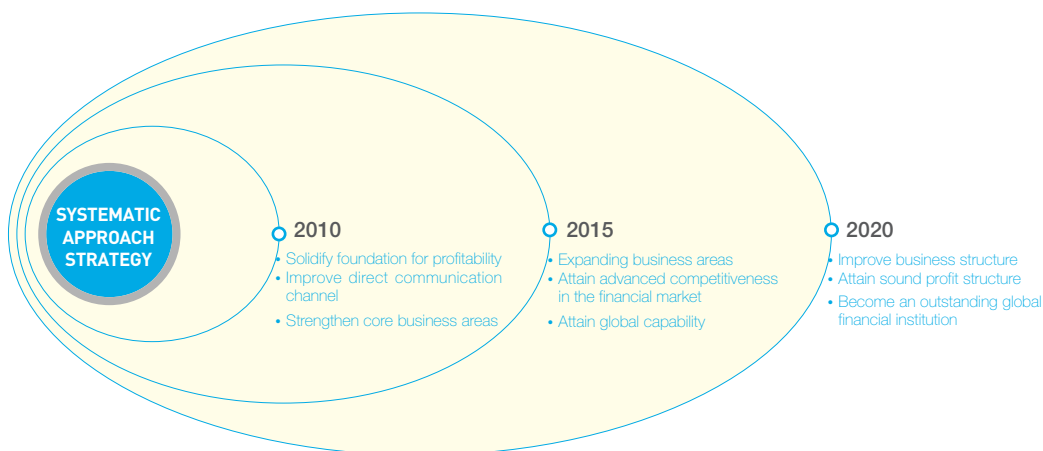 SYSTEMATIC
APPROACH
STRATEGY
2010
• Solidify foundation for profitability
• Improve direct communication
channel
• Strengthen core business areas
2015
• Expanding business areas
• Attain advanced competitiveness
in the financial market
• Attain global capability
2020
• Improve business structure
• Attain sound profit structure
• Become an outstanding global
financial institution